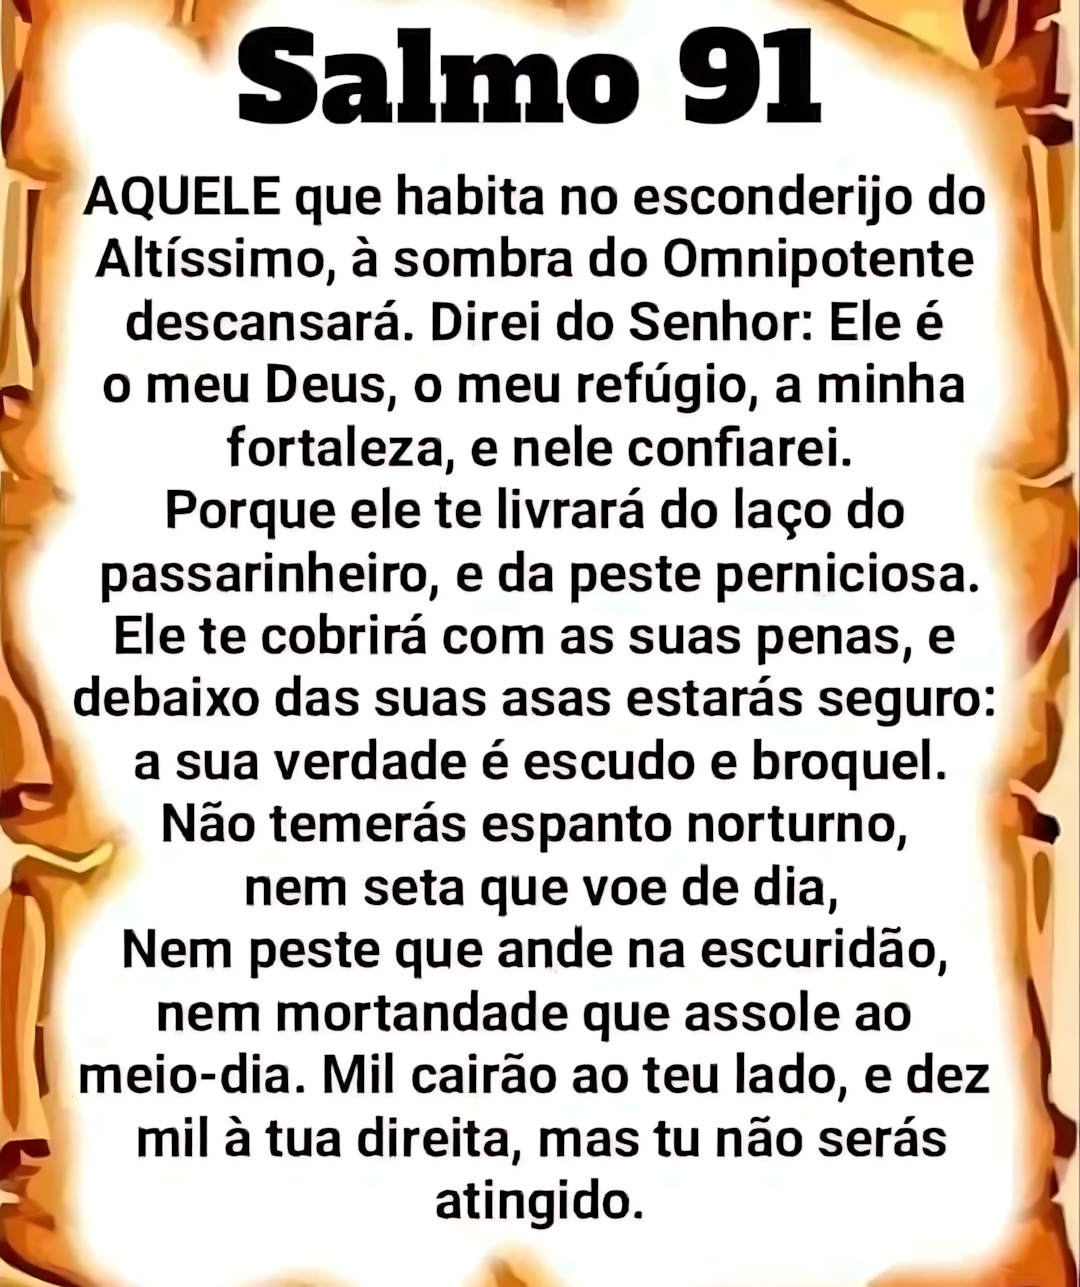 Salmo 91
AQUELE que habita no esconderijo do
Altíssimo, à sombra do Omnipotente
descansará. Direi do Senhor: Ele é
o meu Deus, o meu refúgio, a minha
fortaleza, e nele confiarei.
Porque ele te livrará do laço do
passarinheiro, e da peste perniciosa.
Ele te cobrirá com as suas penas, e
debaixo das suas asas estarás seguro:
a sua verdade é escudo e broquel.
Não temerás espanto norturno,
nem seta que voe de dia,
Nem peste que ande na escuridão,
nem mortandade que assole ao
meio-dia. Mil cairão ao teu lado, e dez
mil à tua direita, mas tu não serás
atingido.